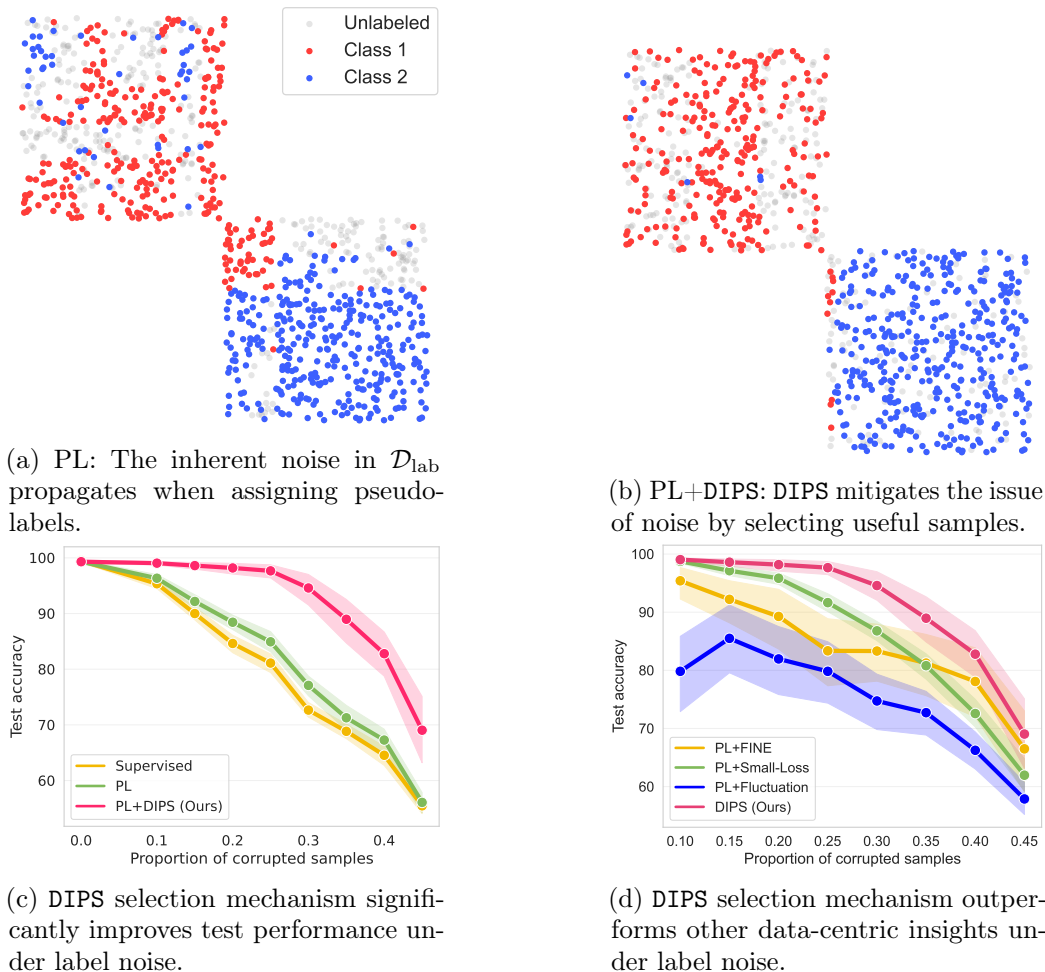 Unlabeled
Class 1
Class 2
(a) PL: The inherent noise in 𝒟lab
propagates when assigning pseudo-
labels.
(b) PL+DIPS: DIPS mitigates the issue
of noise by selecting useful samples.
100
90
80
70
60
Test accuracy
Supervised
PL
PL+DIPS (Ours)
0.0 0.1 0.2 0.3 0.4
Proportion of corrupted samples
(c) DIPS selection mechanism signifi-
cantly improves test performance un-
der label noise.
100
90
80
70
60
Test accuracy
PL+FINE
PL+Small-Loss
PL+Fluctuation
DIPS (Ours)
0.10 0.15 0.20 0.25 0.30 0.35 0.40 0.45
Proportion of corrupted samples
(d) DIPS selection mechanism outper-
forms other data-centric insights un-
der label noise.